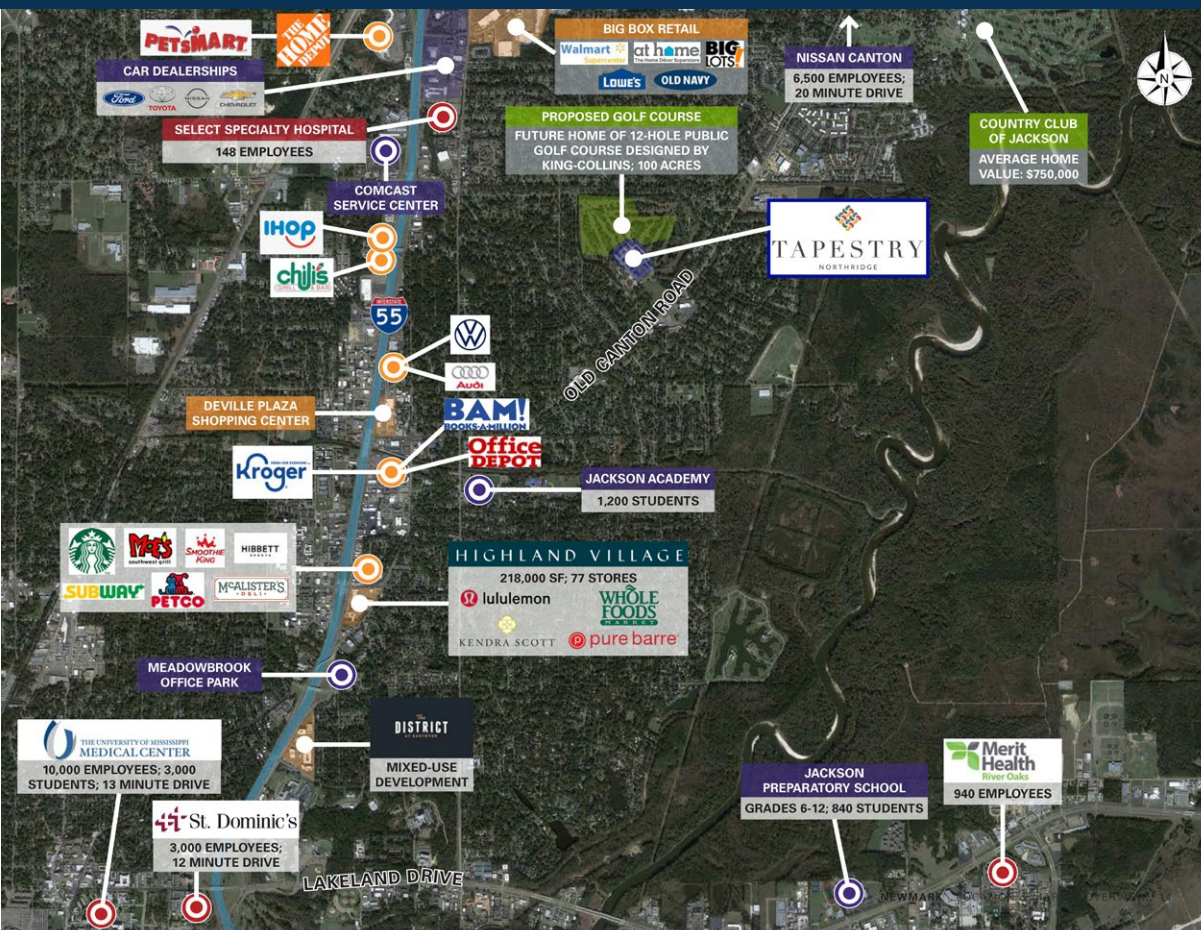 PETSMART
THE
HOME
DEPOT
CAR DEALERSHIPS
Ford
TOYOTA
NISSAN
CHEVROLET
SELECT SPECIALTY HOSPITAL
148 EMPLOYEES
COMCAST
SERVICE CENTER
BIG BOX RETAIL
Walmart
Supercenter
at home
The Home Décor Superstore
BIG
LOTS!
LOWE'S
OLD NAVY
NISSAN CANTON
6,500 EMPLOYEES;
20 MINUTE DRIVE
N
PROPOSED GOLF COURSE
FUTURE HOME OF 12-HOLE PUBLIC
GOLF COURSE DESIGNED BY
KING-COLLINS; 100 ACRES
COUNTRY CLUB
OF JACKSON
AVERAGE HOME
VALUE: $750,000
TAPESTRY
NORTHRIDGE
IHOP
chili's
GRILL & BAR
INTERSTATE
55
OLD CANTON ROAD
VW
Audi
DEVILLE PLAZA
SHOPPING CENTER
BAM!
BOOKS-A-MILLION
Office
DEPOT
Kroger
JACKSON ACADEMY
1,200 STUDENTS
MOE'S
southwest grill
SMOOTHIE
KING
HIBBETT
SPORTS
SUBWAY
PETCO
McALISTER'S
DELI
HIGHLAND VILLAGE
218,000 SF; 77 STORES
lululemon
WHOLE
FOODS
MARKET
KENDRA SCOTT
p pure barre
MEADOWBROOK
OFFICE PARK
The
DISTRICT
AT EASTOVER
MIXED-USE
DEVELOPMENT
THE UNIVERSITY OF MISSISSIPPI
MEDICAL CENTER
10,000 EMPLOYEES; 3,000
STUDENTS; 13 MINUTE DRIVE
St. Dominic's
3,000 EMPLOYEES;
12 MINUTE DRIVE
LAKELAND DRIVE
JACKSON
PREPARATORY SCHOOL
GRADES 6-12; 840 STUDENTS
Merit
Health
River Oaks
940 EMPLOYEES
NEWMARK